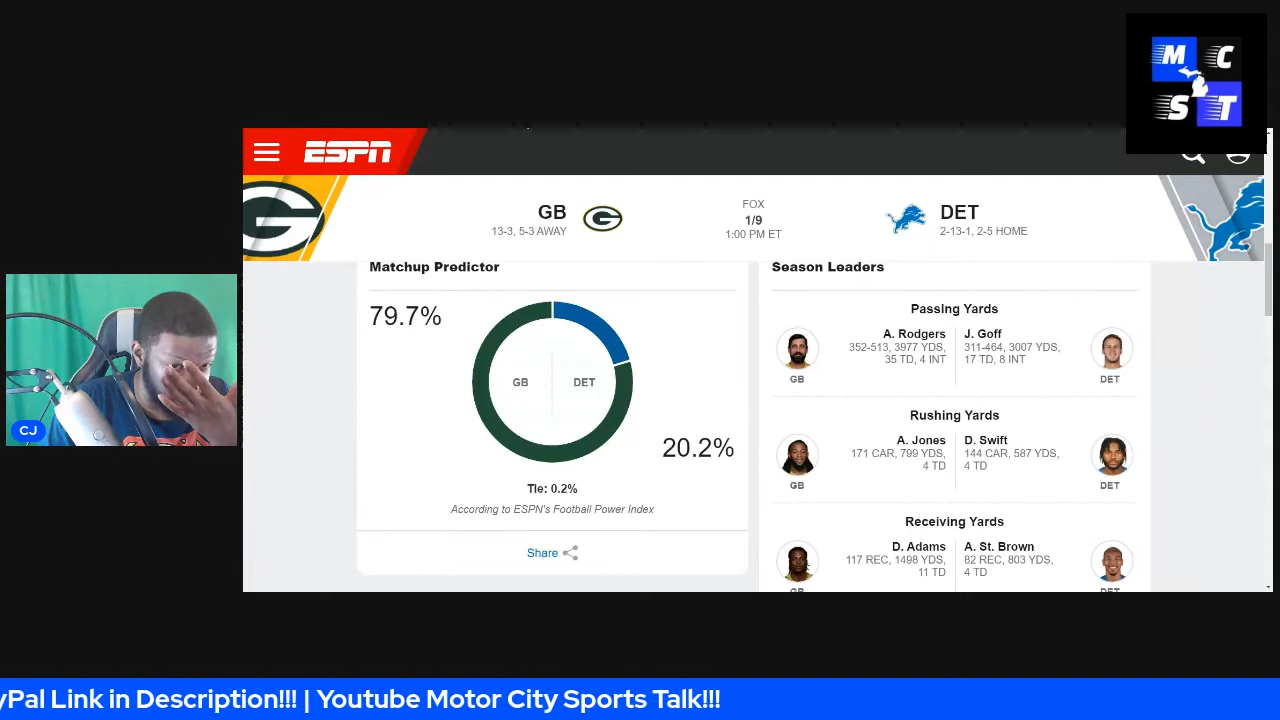 M C
S T
ESPN
GB
13-3, 5-3 AWAY
FOX
1/9
1:00 PM ET
DET
2-13-1, 2-5 HOME
Matchup Predictor
79.7%
GB
DET
20.2%
Tie: 0.2%
According to ESPN's Football Power Index
Share
Season Leaders
Passing Yards
A. Rodgers
352-513, 3977 YDS,
35 TD, 4 INT
GB
J. Goff
311-464, 3007 YDS,
17 TD, 8 INT
DET
Rushing Yards
A. Jones
171 CAR, 799 YDS,
4 TD
GB
D. Swift
144 CAR, 587 YDS,
4 TD
DET
Receiving Yards
D. Adams
117 REC, 1498 YDS,
11 TD
GB
A. St. Brown
82 REC, 803 YDS,
4 TD
DET
CJ
yPal Link in Description!!! | Youtube Motor City Sports Talk!!!